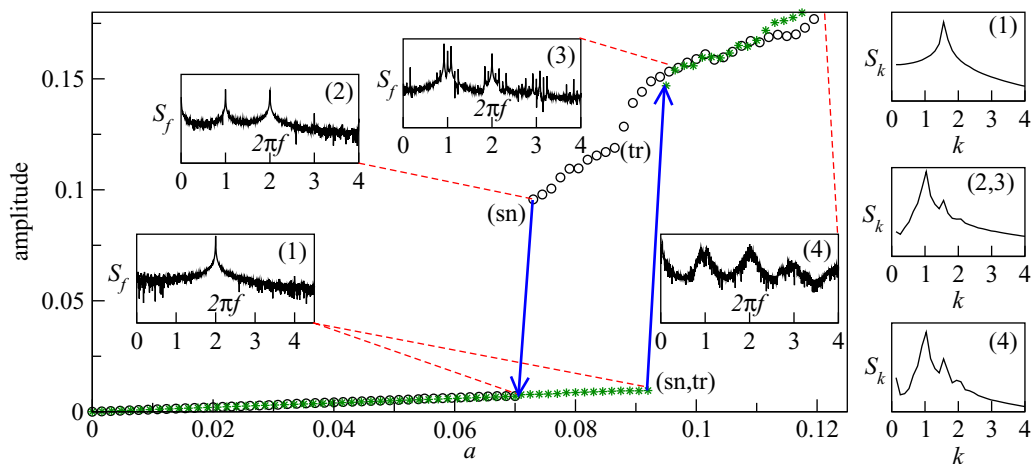 amplitude
0.15
0.10
0.05
0
0
0.02
0.04
0.06
0.08
0.10
0.12
a
(2)
S_f
2πf
0 1 2 3 4
(3)
S_f
2πf
0 1 2 3 4
(tr)
(sn)
(1)
S_f
2πf
0 1 2 3 4
(4)
2πf
0 1 2 3 4
(sn,tr)
(1)
S_k
0 1 2 3 4
k
(2,3)
S_k
0 1 2 3 4
k
(4)
S_k
0 1 2 3 4
k